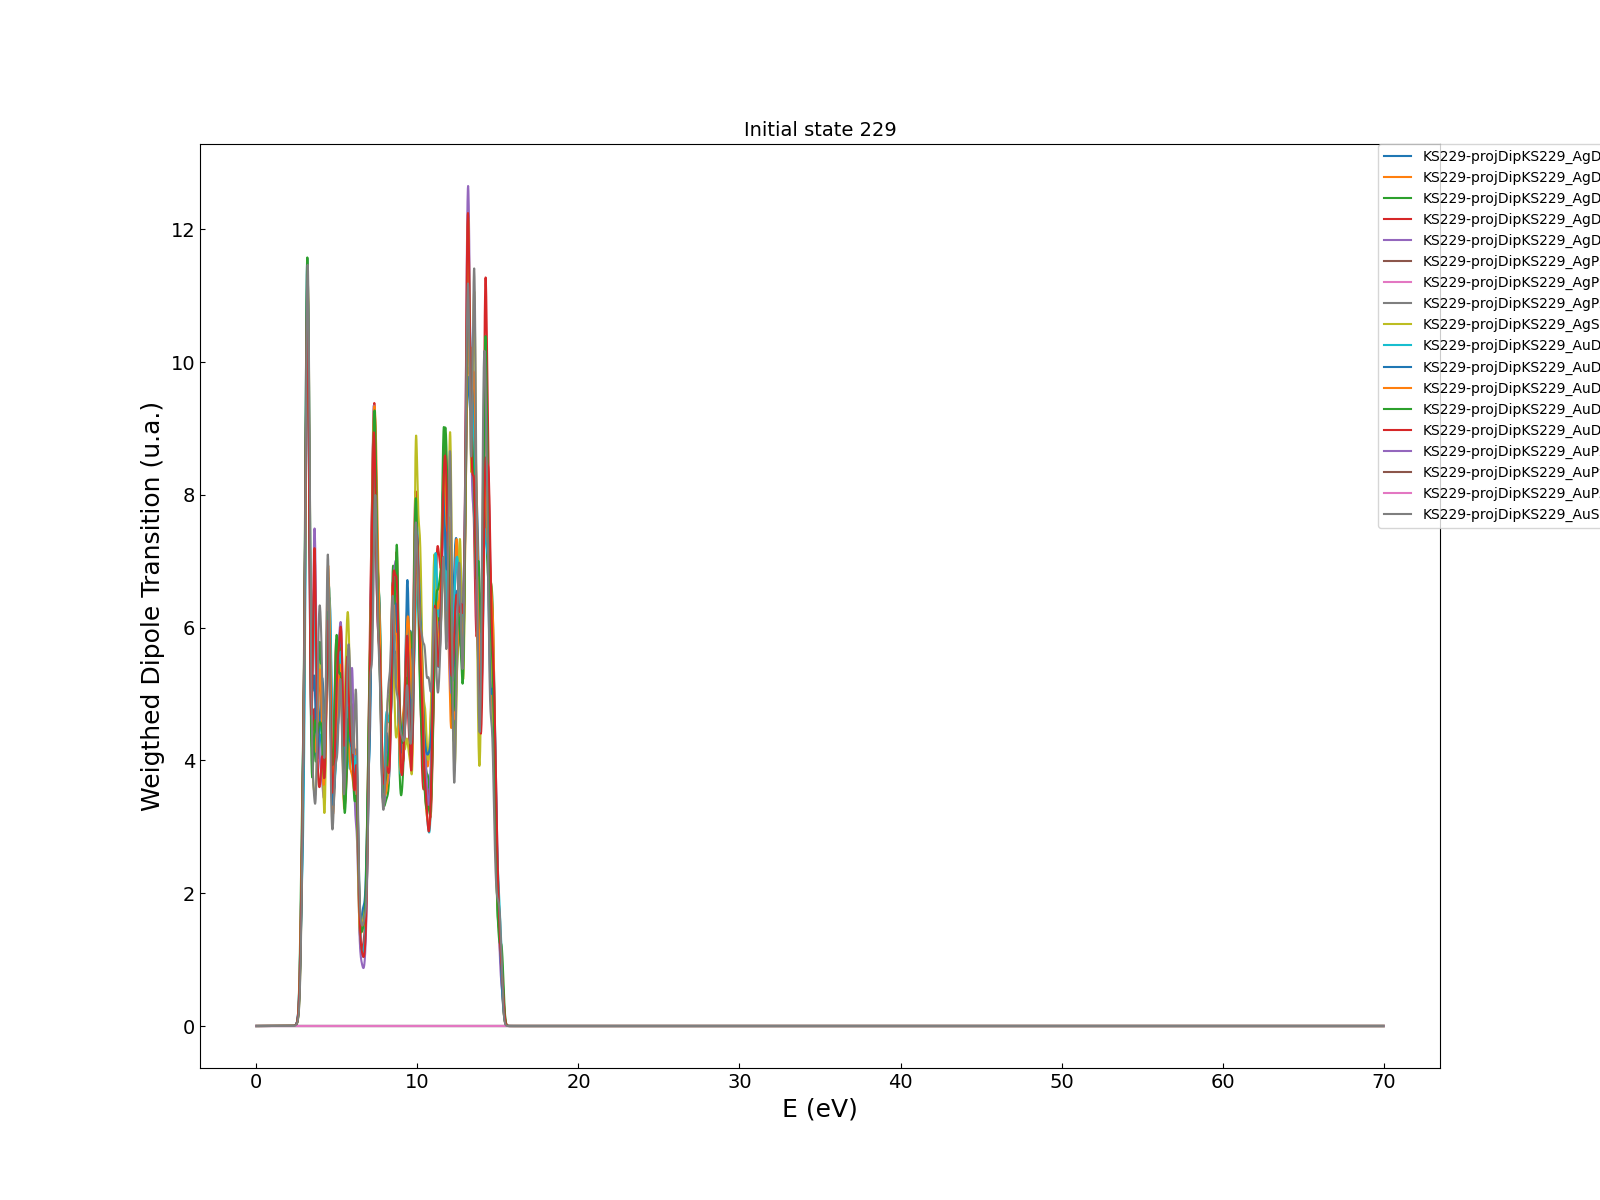 Initial state 229
Weigthed Dipole Transition (u.a.)
12
10
8
6
4
2
0
0 10 20 30 40 50 60 70
E (eV)
KS229-projDipKS229_AgD
KS229-projDipKS229_AgD
KS229-projDipKS229_AgD
KS229-projDipKS229_AgD
KS229-projDipKS229_AgD
KS229-projDipKS229_AgP
KS229-projDipKS229_AgP
KS229-projDipKS229_AgP
KS229-projDipKS229_AgS
KS229-projDipKS229_AuD
KS229-projDipKS229_AuD
KS229-projDipKS229_AuD
KS229-projDipKS229_AuD
KS229-projDipKS229_AuD
KS229-projDipKS229_AuP
KS229-projDipKS229_AuP
KS229-projDipKS229_AuP
KS229-projDipKS229_AuS